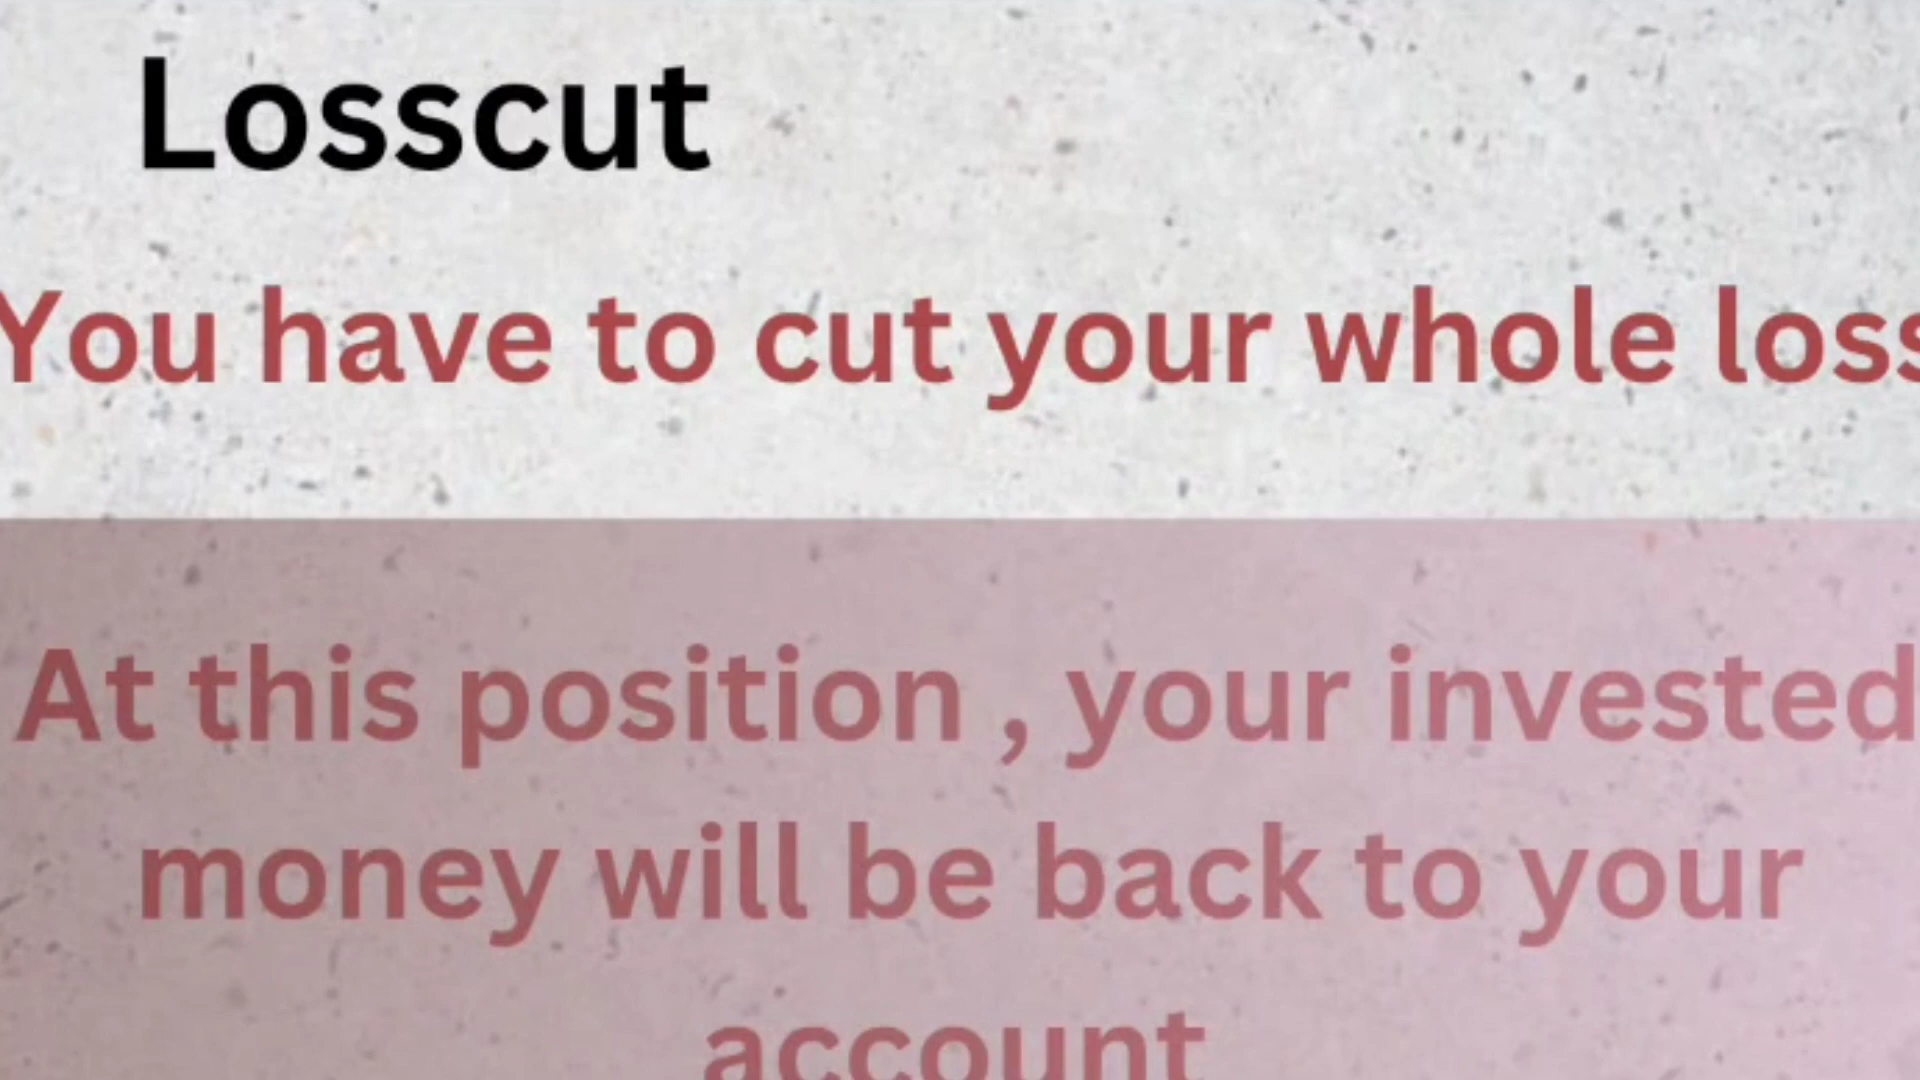 Losscut
You have to cut your whole loss
At this position , your invested
money will be back to your
account